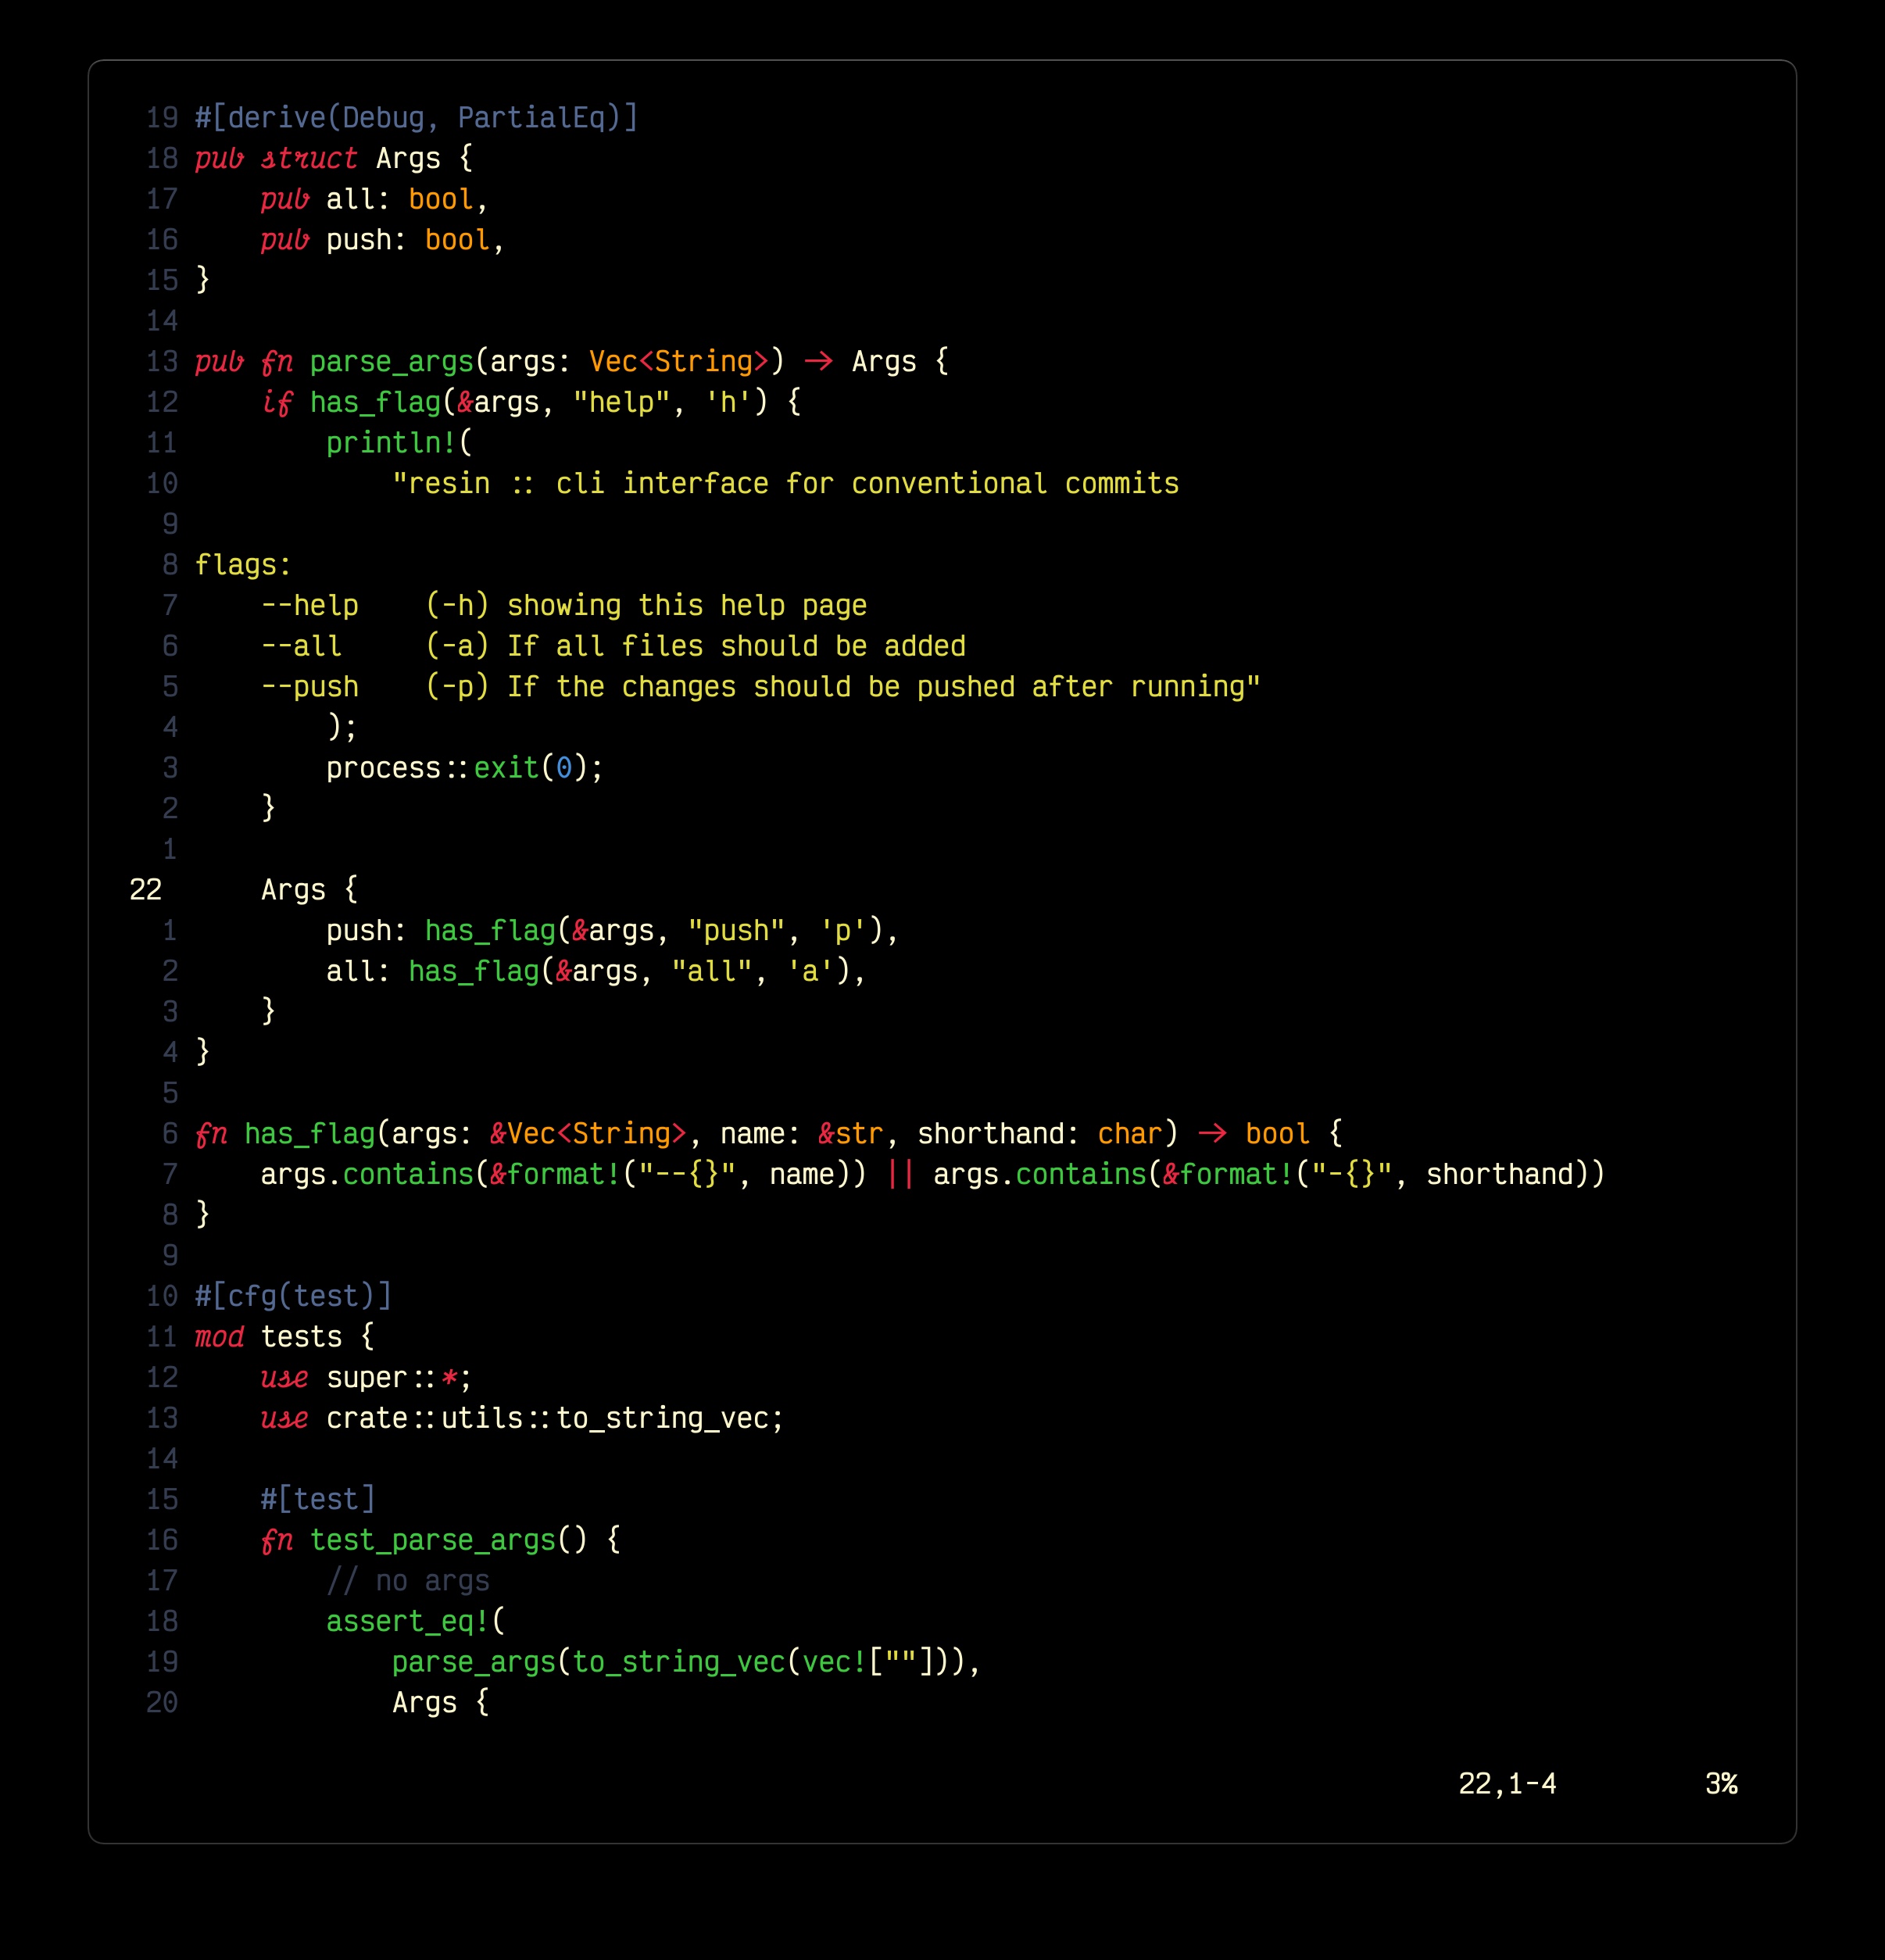 19 #[derive(Debug, PartialEq)]
18 pub struct Args {
17     pub all: bool,
16     pub push: bool,
15 }
14
13 pub fn parse_args(args: Vec<String>) -> Args {
12     if has_flag(&args, "help", 'h') {
11         println!(
10             "resin :: cli interface for conventional commits
 9
 8 flags:
 7     --help    (-h) showing this help page
 6     --all     (-a) If all files should be added
 5     --push    (-p) If the changes should be pushed after running"
 4         );
 3         process::exit(0);
 2     }
 1
22      Args {
 1         push: has_flag(&args, "push", 'p'),
 2         all: has_flag(&args, "all", 'a'),
 3     }
 4 }
 5
 6 fn has_flag(args: &Vec<String>, name: &str, shorthand: char) -> bool {
 7     args.contains(&format!("--{}", name)) || args.contains(&format!("-{}", shorthand))
 8 }
 9
10 #[cfg(test)]
11 mod tests {
12     use super::*;
13     use crate::utils::to_string_vec;
14
15     #[test]
16     fn test_parse_args() {
17         // no args
18         assert_eq!(
19             parse_args(to_string_vec(vec![""])),
20             Args {
22,1-4         3%